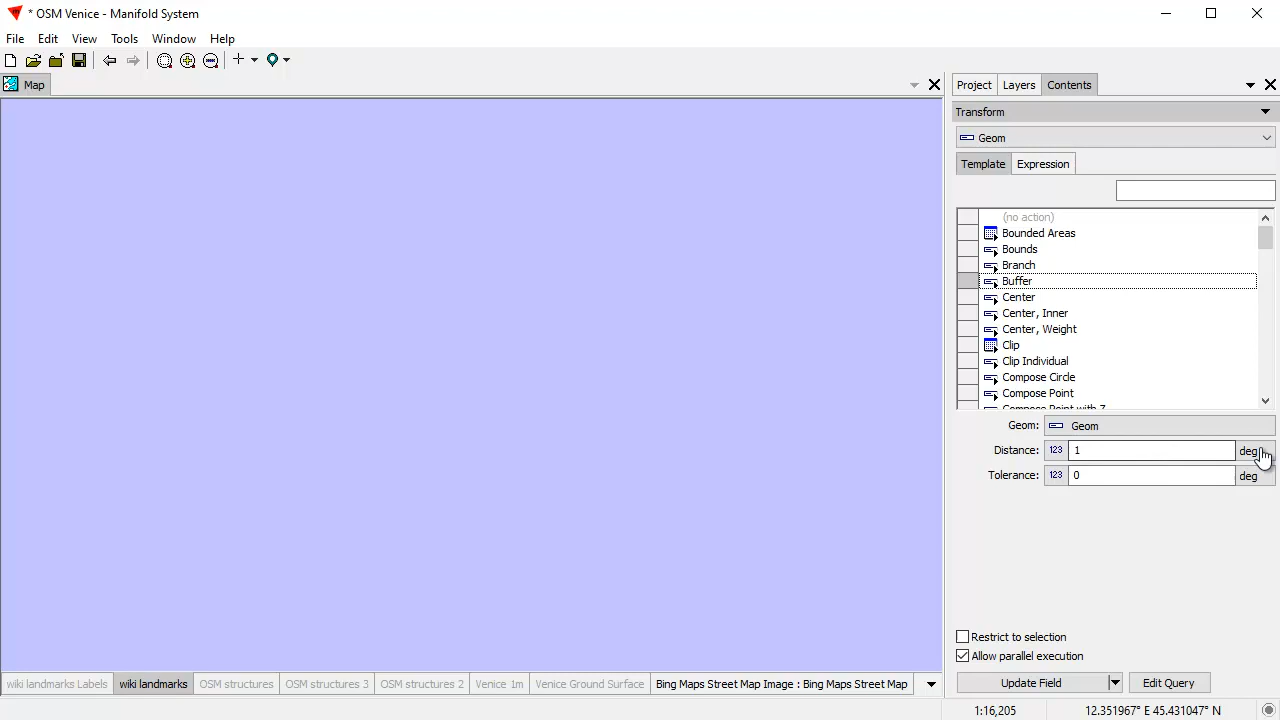 * OSM Venice - Manifold System
File Edit View Tools Window Help
Map
Project Layers Contents
Transform
Geom
Template Expression
(no action)
Bounded Areas
Bounds
Branch
Buffer
Center
Center, Inner
Center, Weight
Clip
Clip Individual
Compose Circle
Compose Point
Compose Point with Z
Geom: Geom
Distance: 123 1 deg
Tolerance: 123 0 deg
Restrict to selection
Allow parallel execution
Update Field Edit Query
wiki landmarks Labels wiki landmarks OSM structures OSM structures 3 OSM structures 2 Venice 1m Venice Ground Surface Bing Maps Street Map Image : Bing Maps Street Map
1:16,205 12.351967° E 45.431047° N